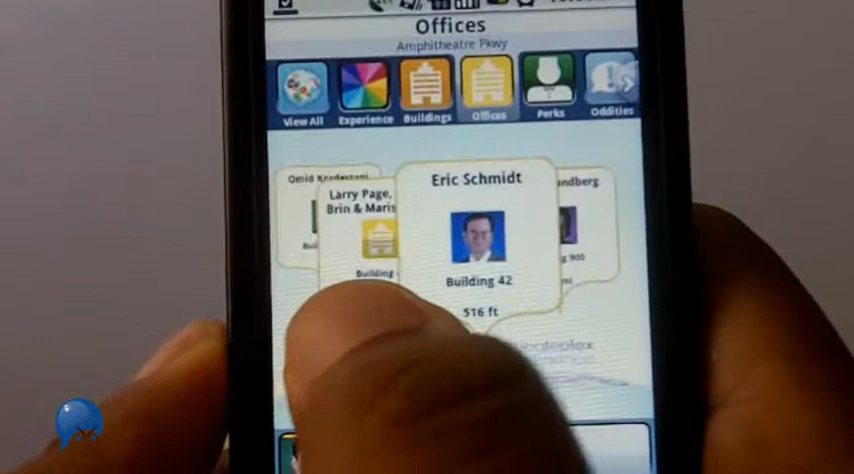 Offices
Amphitheatre Pkwy
View All
Experience
Buildings
Offices
Perks
Oddities
Eric Schmidt
Larry Page,
Brin & Maris
Building 42
Building
516 ft